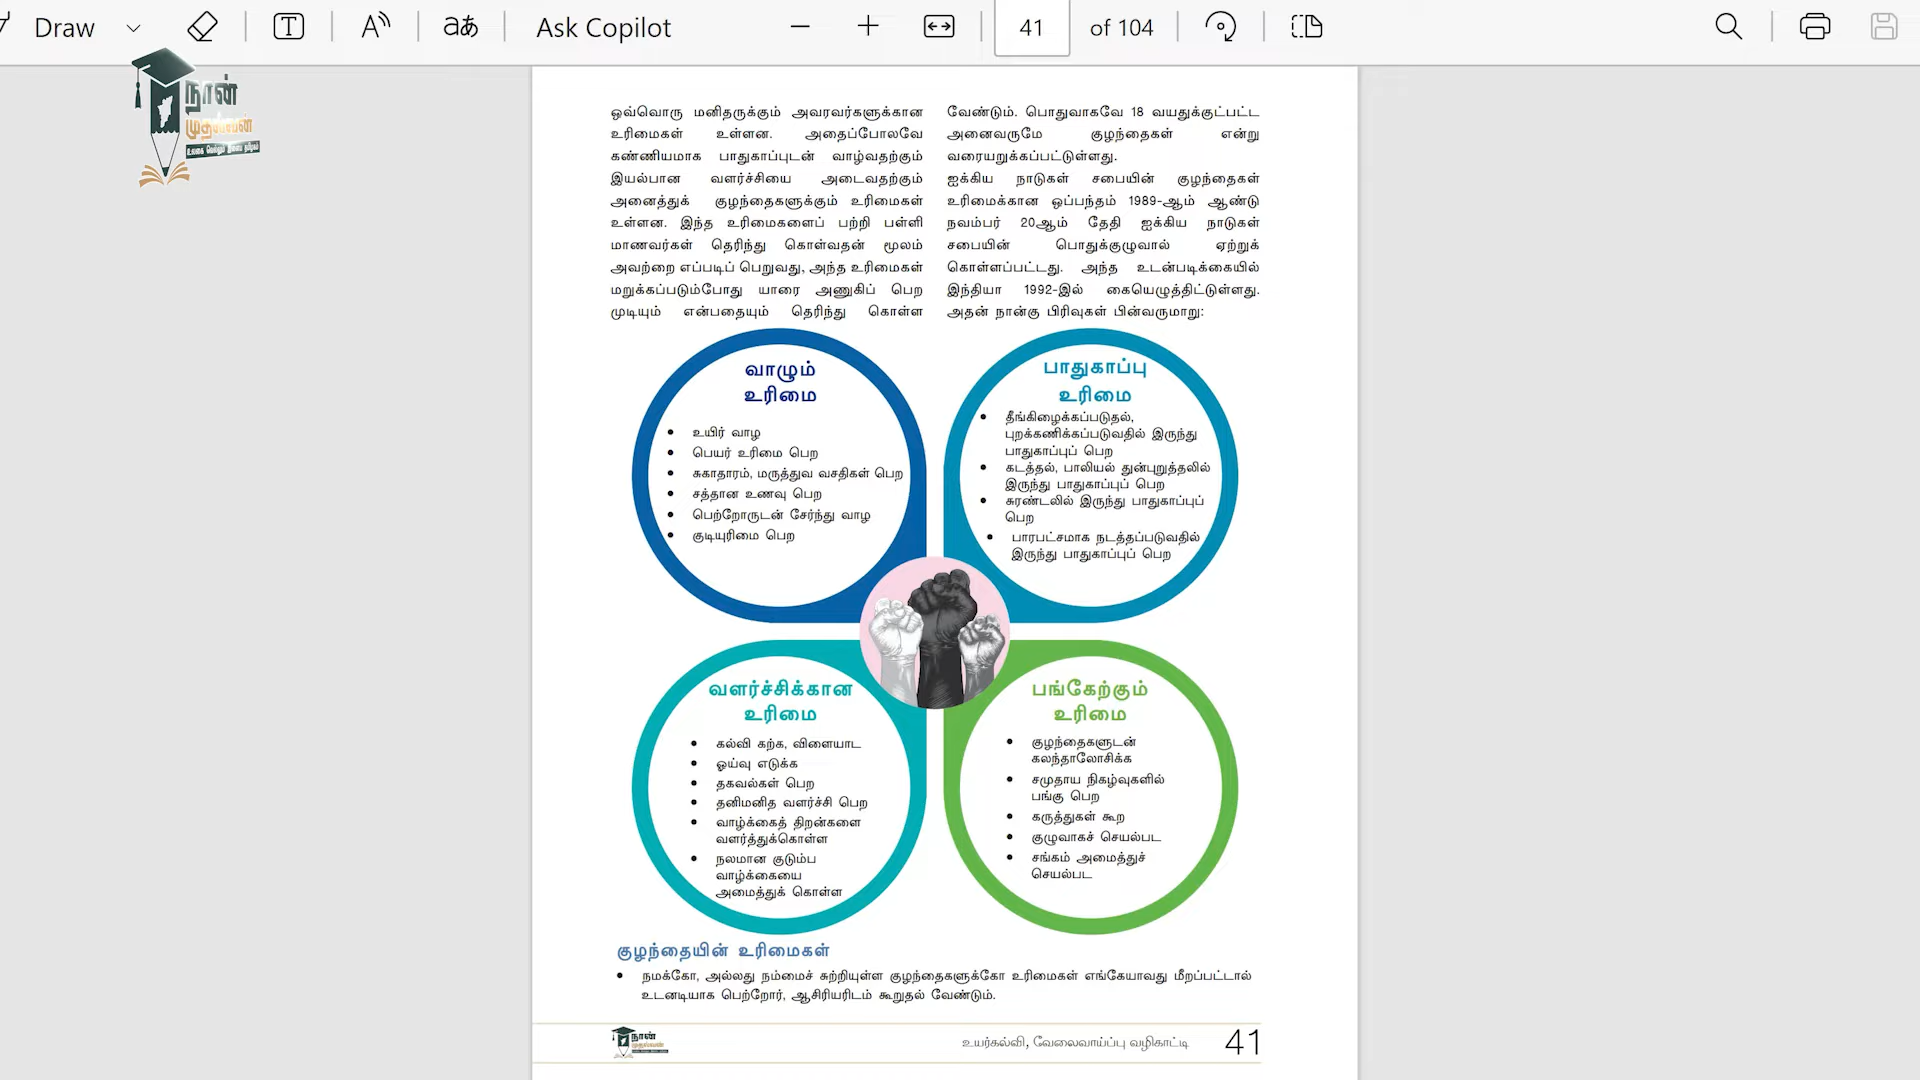 Draw
Ask Copilot
41
of 104
நான்
முதல்வன்
உலகை வெல்லும் இளைய தமிழகம்
ஒவ்வொரு மனிதருக்கும் அவரவர்களுக்கான
உரிமைகள் உள்ளன. அதைப்போலவே
கண்ணியமாக பாதுகாப்புடன் வாழ்வதற்கும்
இயல்பான வளர்ச்சியை அடைவதற்கும்
அனைத்துக் குழந்தைகளுக்கும் உரிமைகள்
உள்ளன. இந்த உரிமைகளைப் பற்றி பள்ளி
மாணவர்கள் தெரிந்து கொள்வதன் மூலம்
அவற்றை எப்படிப் பெறுவது, அந்த உரிமைகள்
மறுக்கப்படும்போது யாரை அணுகிப் பெற
முடியும் என்பதையும் தெரிந்து கொள்ள
வேண்டும். பொதுவாகவே 18 வயதுக்குட்பட்ட
அனைவருமே குழந்தைகள் என்று
வரையறுக்கப்பட்டுள்ளது.
ஐக்கிய நாடுகள் சபையின் குழந்தைகள்
உரிமைக்கான ஒப்பந்தம் 1989-ஆம் ஆண்டு
நவம்பர் 20ஆம் தேதி ஐக்கிய நாடுகள்
சபையின் பொதுக்குழுவால் ஏற்றுக்
கொள்ளப்பட்டது. அந்த உடன்படிக்கையில்
இந்தியா 1992-இல் கையெழுத்திட்டுள்ளது.
அதன் நான்கு பிரிவுகள் பின்வருமாறு:
வாழும்
உரிமை
• உயிர் வாழ
• பெயர் உரிமை பெற
• சுகாதாரம், மருத்துவ வசதிகள் பெற
• சத்தான உணவு பெற
• பெற்றோருடன் சேர்ந்து வாழ
• குடியுரிமை பெற
பாதுகாப்பு
உரிமை
• தீங்கிழைக்கப்படுதல்,
புறக்கணிக்கப்படுவதில் இருந்து
பாதுகாப்புப் பெற
• கடத்தல், பாலியல் துன்புறுத்தலில்
இருந்து பாதுகாப்புப் பெற
• சுரண்டலில் இருந்து பாதுகாப்புப்
பெற
• பாரபட்சமாக நடத்தப்படுவதில்
இருந்து பாதுகாப்புப் பெற
வளர்ச்சிக்கான
உரிமை
• கல்வி கற்க, விளையாட
• ஓய்வு எடுக்க
• தகவல்கள் பெற
• தனிமனித வளர்ச்சி பெற
• வாழ்க்கைத் திறன்களை
வளர்த்துக்கொள்ள
• நலமான குடும்ப
வாழ்க்கையை
அமைத்துக் கொள்ள
பங்கேற்கும்
உரிமை
• குழந்தைகளுடன்
கலந்தாலோசிக்க
• சமுதாய நிகழ்வுகளில்
பங்கு பெற
• கருத்துகள் கூற
• குழுவாகச் செயல்பட
• சங்கம் அமைத்துச்
செயல்பட
குழந்தையின் உரிமைகள்
• நமக்கோ, அல்லது நம்மைச் சுற்றியுள்ள குழந்தைகளுக்கோ உரிமைகள் எங்கேயாவது மீறப்பட்டால்
உடனடியாக பெற்றோர், ஆசிரியரிடம் கூறுதல் வேண்டும்.
நான்
முதல்வன்
உயர்கல்வி, வேலைவாய்ப்பு வழிகாட்டி
41